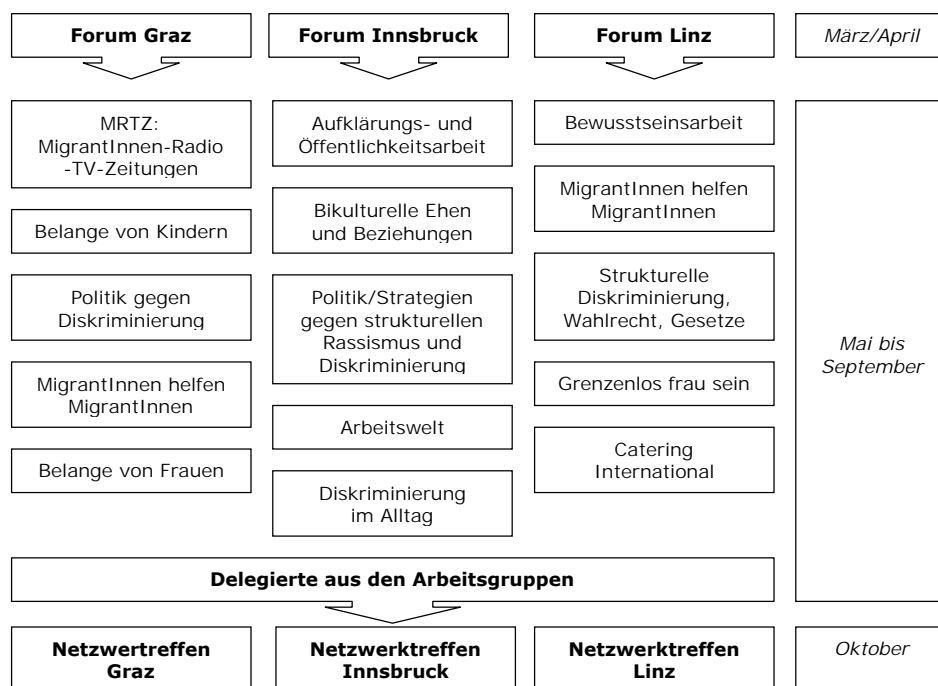 Forum Graz
Forum Innsbruck
Forum Linz
März/April
MRTZ:
MigrantInnen-Radio
-TV-Zeitungen
Belange von Kindern
Politik gegen
Diskriminierung
MigrantInnen helfen
MigrantInnen
Belange von Frauen
Aufklärungs- und
Öffentlichkeitsarbeit
Bikulturelle Ehen
und Beziehungen
Politik/Strategien
gegen strukturellen
Rassismus und
Diskriminierung
Arbeitswelt
Diskriminierung
im Alltag
Bewusstseinsarbeit
MigrantInnen helfen
MigrantInnen
Strukturelle
Diskriminierung,
Wahlrecht, Gesetze
Grenzenlos frau sein
Catering
International
Mai bis
September
Delegierte aus den Arbeitsgruppen
Netzwertreffen
Graz
Netzwerktreffen
Innsbruck
Netzwerktreffen
Linz
Oktober